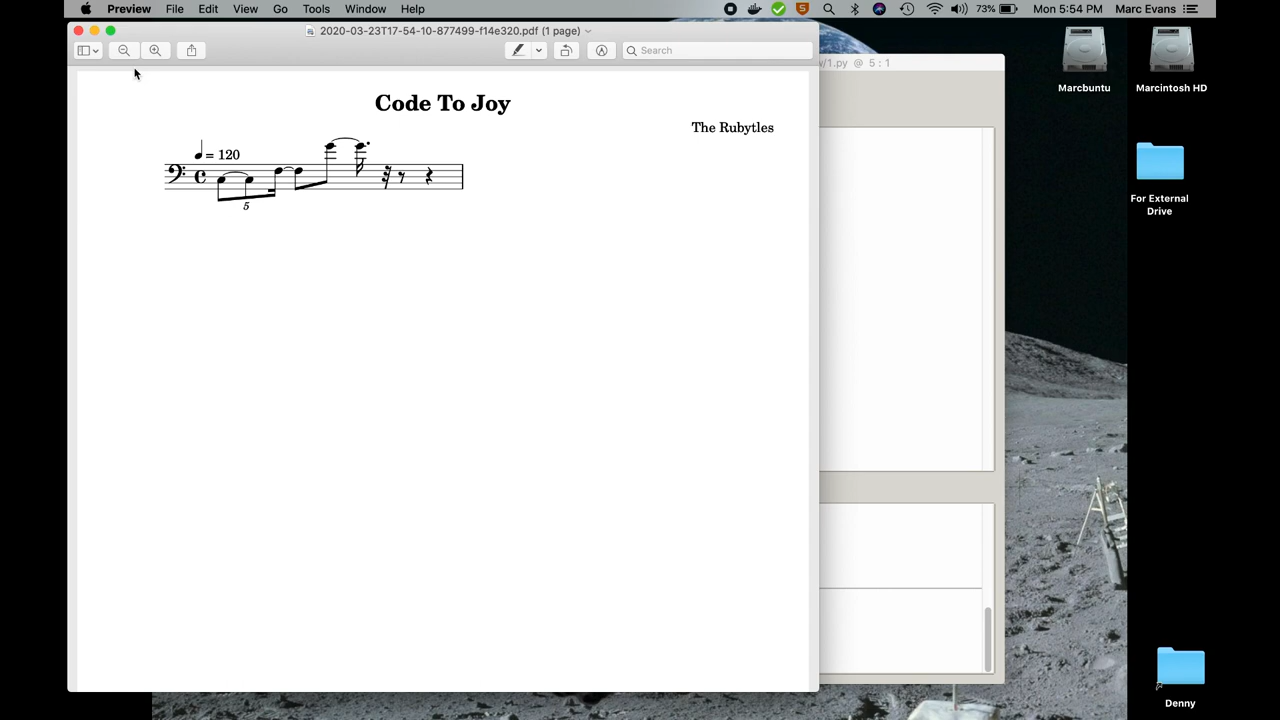 Preview File Edit View Go Tools Window Help 73% Mon 5:54 PM Marc Evans
2020-03-23T17-54-10-877499-f14e320.pdf (1 page)
Search
w/1.py @ 5 : 1
Code To Joy
The Rubytles
= 120
5
Marcbuntu
Marcintosh HD
For External
Drive
Denny